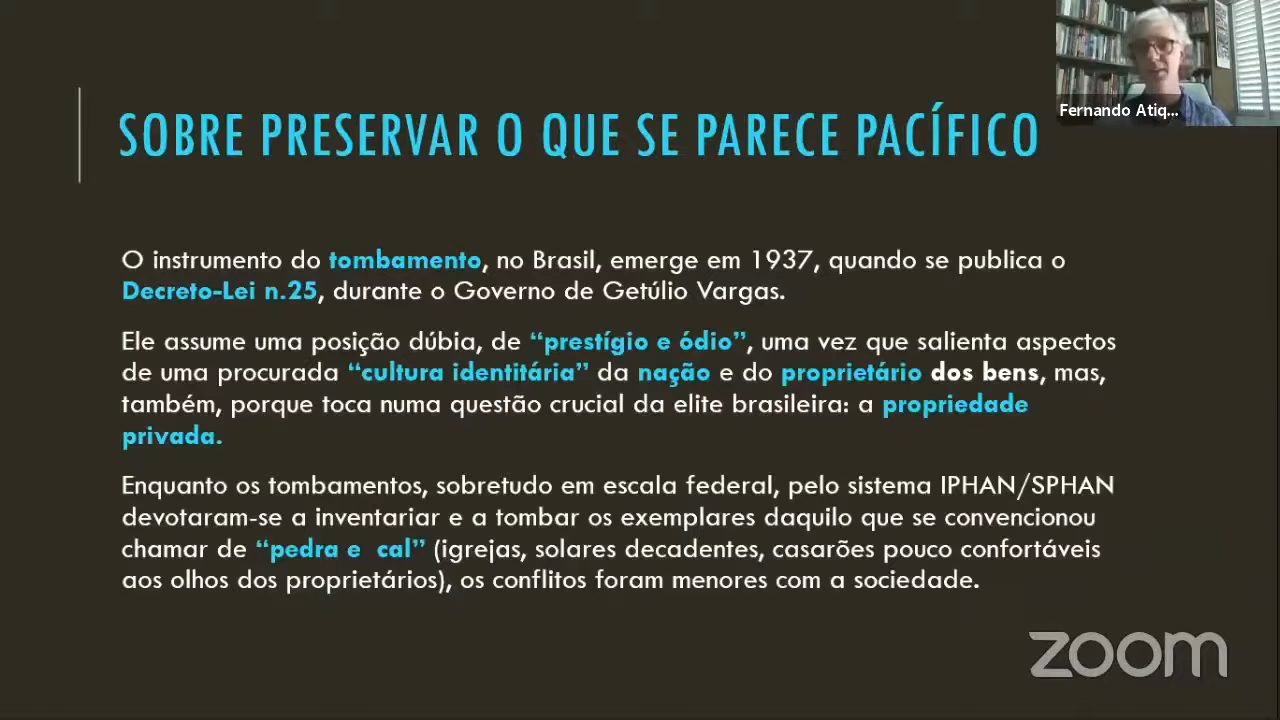 Fernando Atiq...
SOBRE PRESERVAR O QUE SE PARECE PACÍFICO
O instrumento do tombamento, no Brasil, emerge em 1937, quando se publica o
Decreto-Lei n.25, durante o Governo de Getúlio Vargas.
Ele assume uma posição dúbia, de “prestígio e ódio”, uma vez que salienta aspectos
de uma procurada “cultura identitária” da nação e do proprietário dos bens, mas,
também, porque toca numa questão crucial da elite brasileira: a propriedade
privada.
Enquanto os tombamentos, sobretudo em escala federal, pelo sistema IPHAN/SPHAN
devotaram-se a inventariar e a tombar os exemplares daquilo que se convencionou
chamar de “pedra e cal” (igrejas, solares decadentes, casarões pouco confortáveis
aos olhos dos proprietários), os conflitos foram menores com a sociedade.
zoom